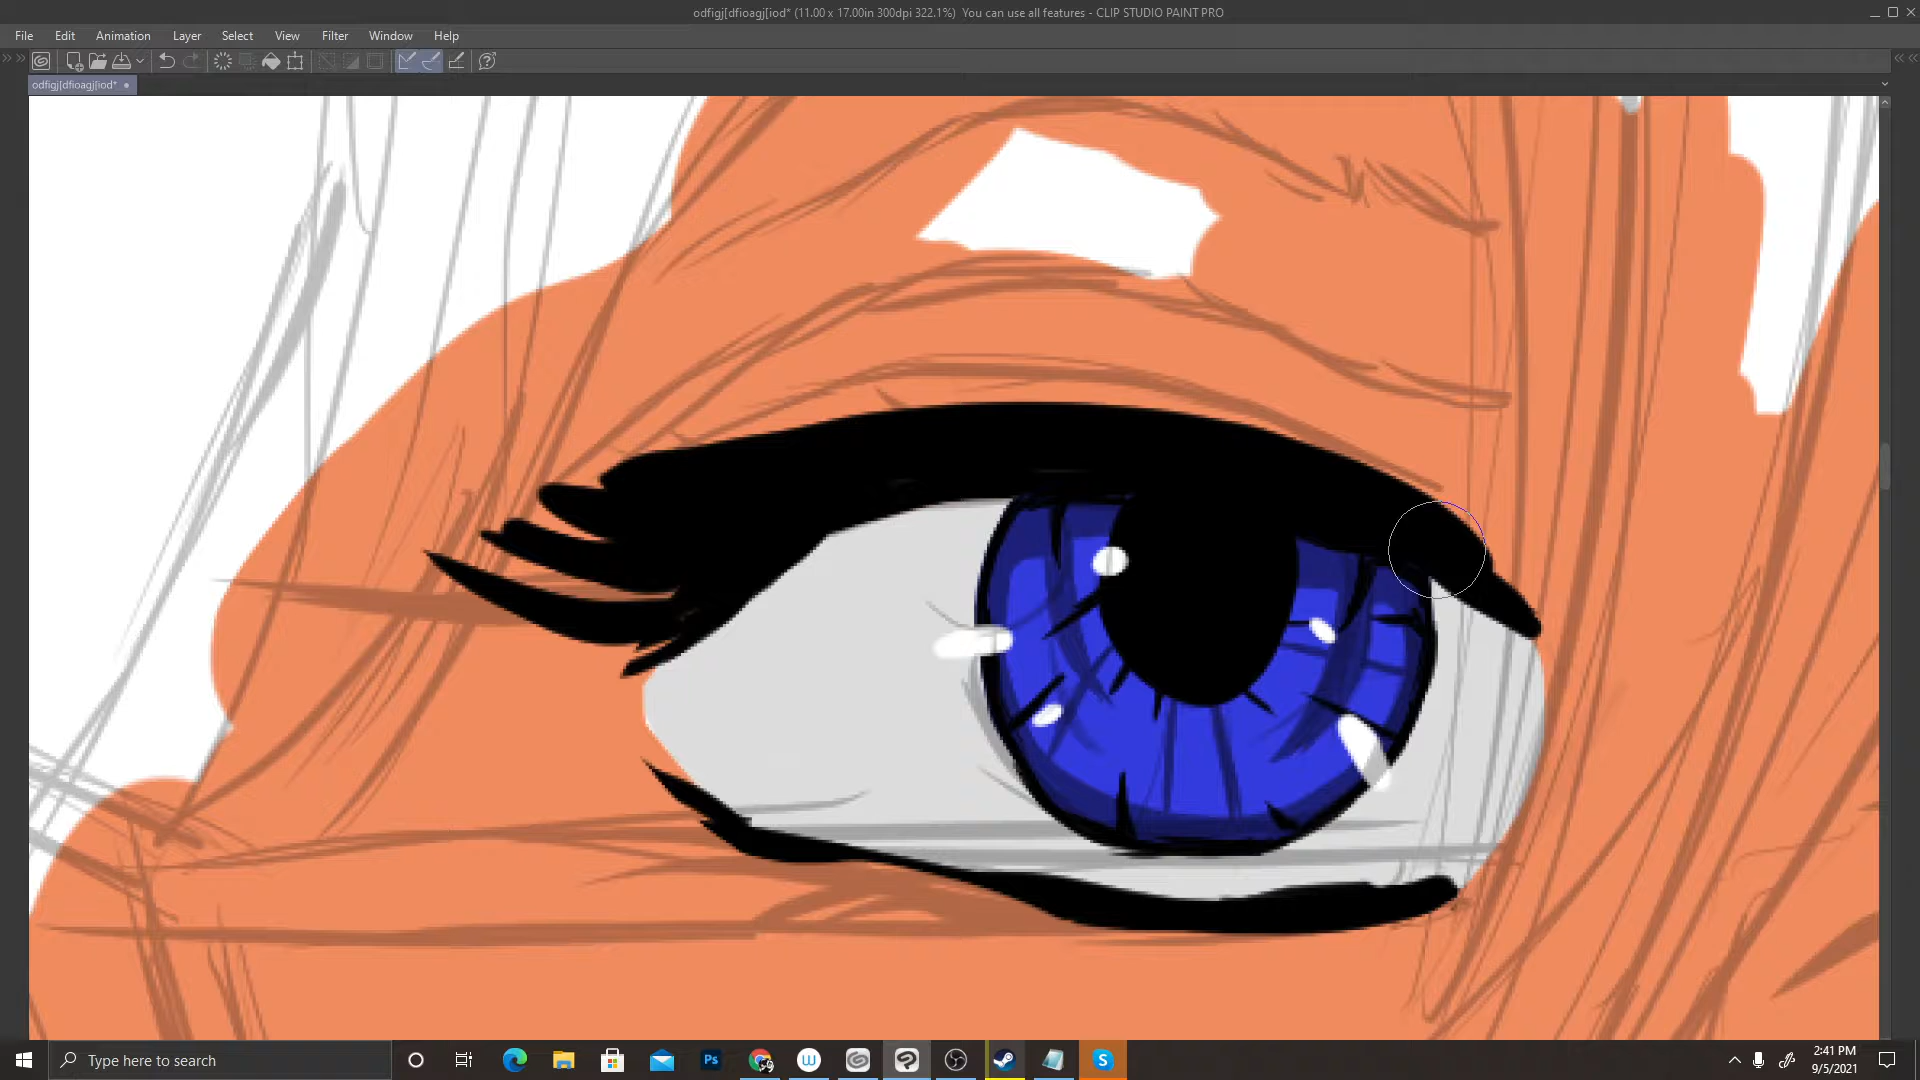 odfigj[dfioagj[iod* (11.00 x 17.00in 300dpi 322.1%)  You can use all features - CLIP STUDIO PAINT PRO
File Edit Animation Layer Select View Filter Window Help
odfigj[dfioagj[iod*
Type here to search
Ps
W
S
2:41 PM
9/5/2021